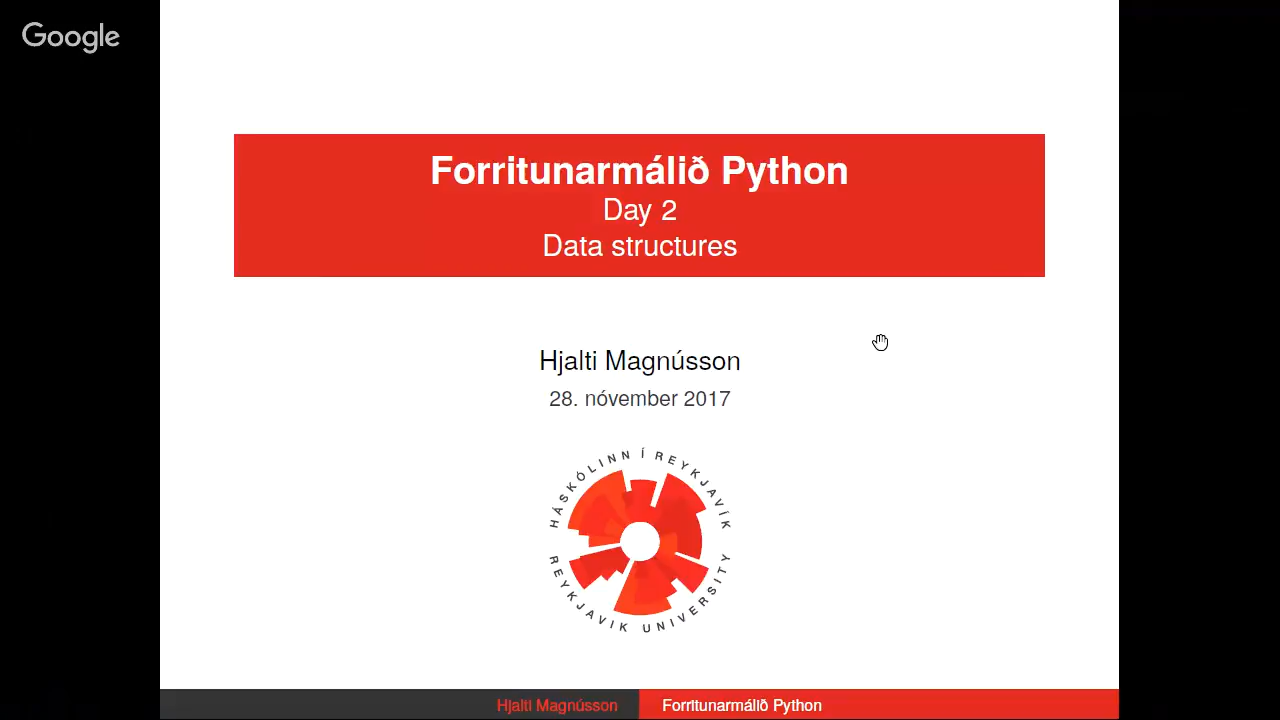 Google
Forritunarmálið Python
Day 2
Data structures
Hjalti Magnússon
28. nóvember 2017
HÁSKÓLINN Í REYKJAVÍK
REYKJAVIK UNIVERSITY
Hjalti Magnússon
Forritunarmálið Python